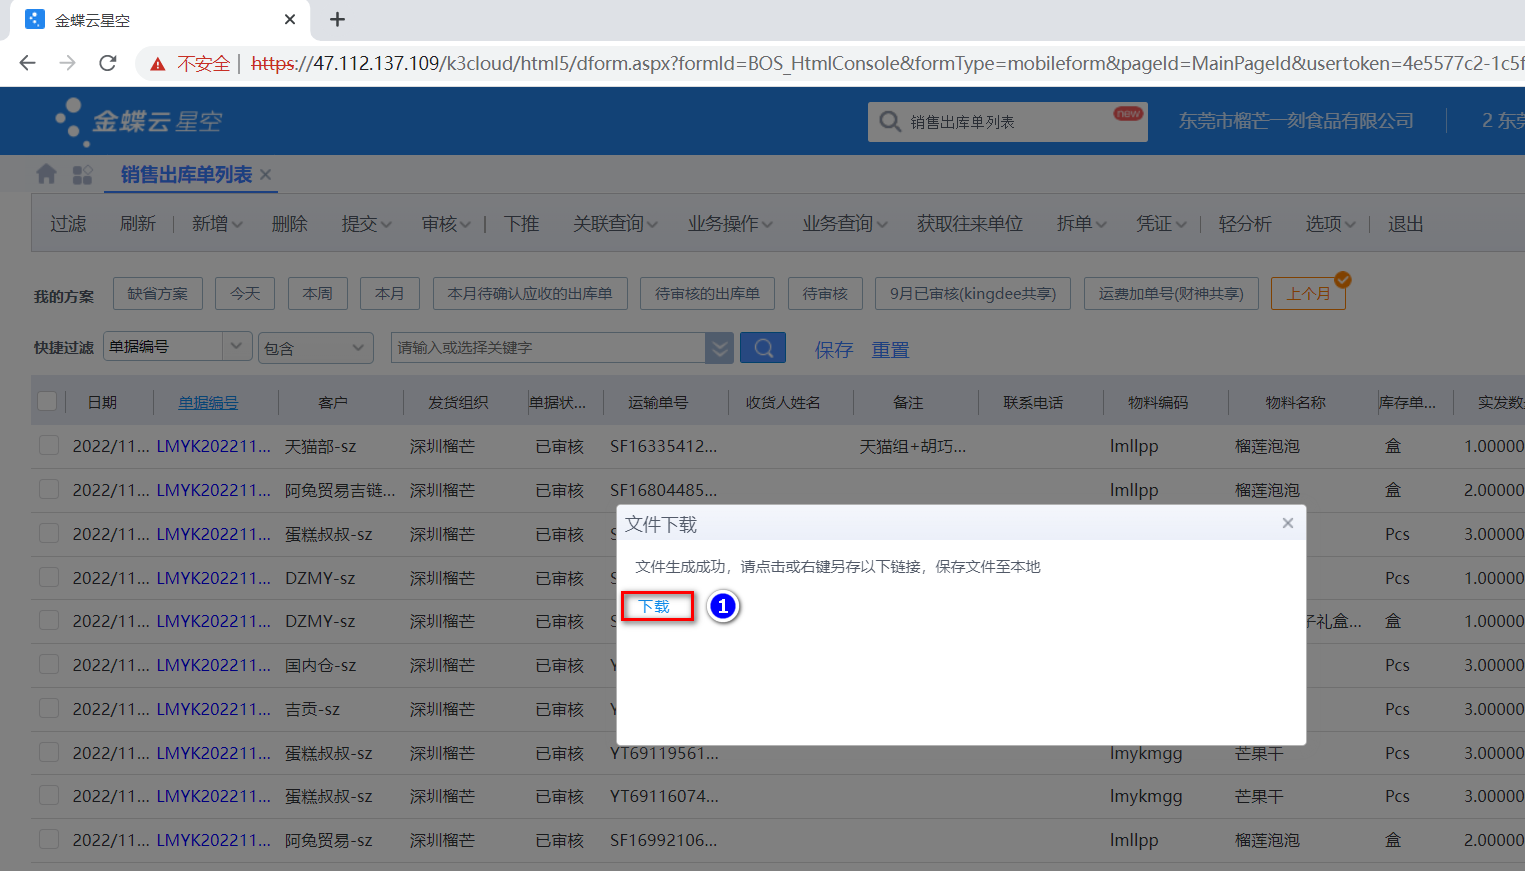 金蝶云星空
不安全 | https://47.112.137.109/k3cloud/html5/dform.aspx?formId=BOS_HtmlConsole&formType=mobileform&pageId=MainPageId&usertoken=4e5577c2-1c5f
金蝶云 星空
销售出库单列表 new 东莞市榴芒一刻食品有限公司 2 东莞
销售出库单列表
过滤 刷新 新增 删除 提交 审核 下推 关联查询 业务操作 业务查询 获取往来单位 拆单 凭证 轻分析 选项 退出
我的方案 缺省方案 今天 本周 本月 本月待确认应收的出库单 待审核的出库单 待审核 9月已审核(kingdee共享) 运费加单号(财神共享) 上个月
快捷过滤 单据编号 包含 请输入或选择关键字 保存 重置
日期 单据编号 客户 发货组织 单据状... 运输单号 收货人姓名 备注 联系电话 物料编码 物料名称 库存单... 实发数
2022/11... LMYK202211... 天猫部-sz 深圳榴芒 已审核 SF16335412... 天猫组+胡巧... lmllpp 榴莲泡泡 盒 1.00000
2022/11... LMYK202211... 阿兔贸易吉链... 深圳榴芒 已审核 SF16804485... lmllpp 榴莲泡泡 盒 2.00000
2022/11... LMYK202211... 蛋糕叔叔-sz 深圳榴芒 已审核 Pcs 3.00000
2022/11... LMYK202211... DZMY-sz 深圳榴芒 已审核 Pcs 1.00000
2022/11... LMYK202211... DZMY-sz 深圳榴芒 已审核 子礼盒... 盒 1.00000
2022/11... LMYK202211... 国内仓-sz 深圳榴芒 已审核 Pcs 3.00000
2022/11... LMYK202211... 吉贡-sz 深圳榴芒 已审核 Pcs 3.00000
2022/11... LMYK202211... 蛋糕叔叔-sz 深圳榴芒 已审核 YT69119561... lmykmgg 芒果干 Pcs 3.00000
2022/11... LMYK202211... 蛋糕叔叔-sz 深圳榴芒 已审核 YT69116074... lmykmgg 芒果干 Pcs 3.00000
2022/11... LMYK202211... 阿兔贸易-sz 深圳榴芒 已审核 SF16992106... lmllpp 榴莲泡泡 盒 2.00000
文件下载
文件生成成功，请点击或右键另存以下链接，保存文件至本地
下载 1